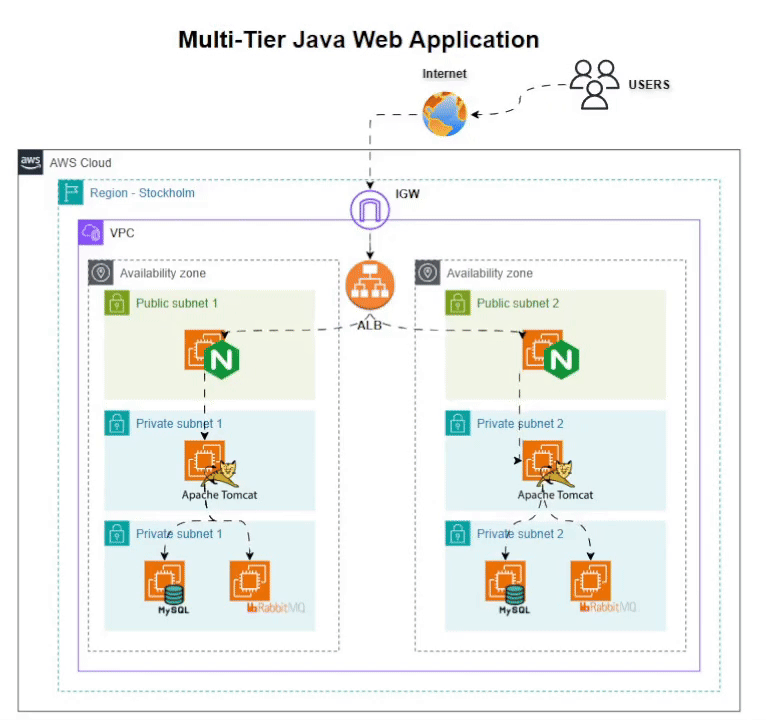 Multi-Tier Java Web Application
Internet
USERS
aws
AWS Cloud
Region - Stockholm
IGW
VPC
Availability zone
Availability zone
Public subnet 1
Public subnet 2
ALB
N
N
Private subnet 1
Private subnet 2
Apache Tomcat
Apache Tomcat
Private subnet 1
Private subnet 2
MySQL
RabbitMQ
MySQL
RabbitMQ